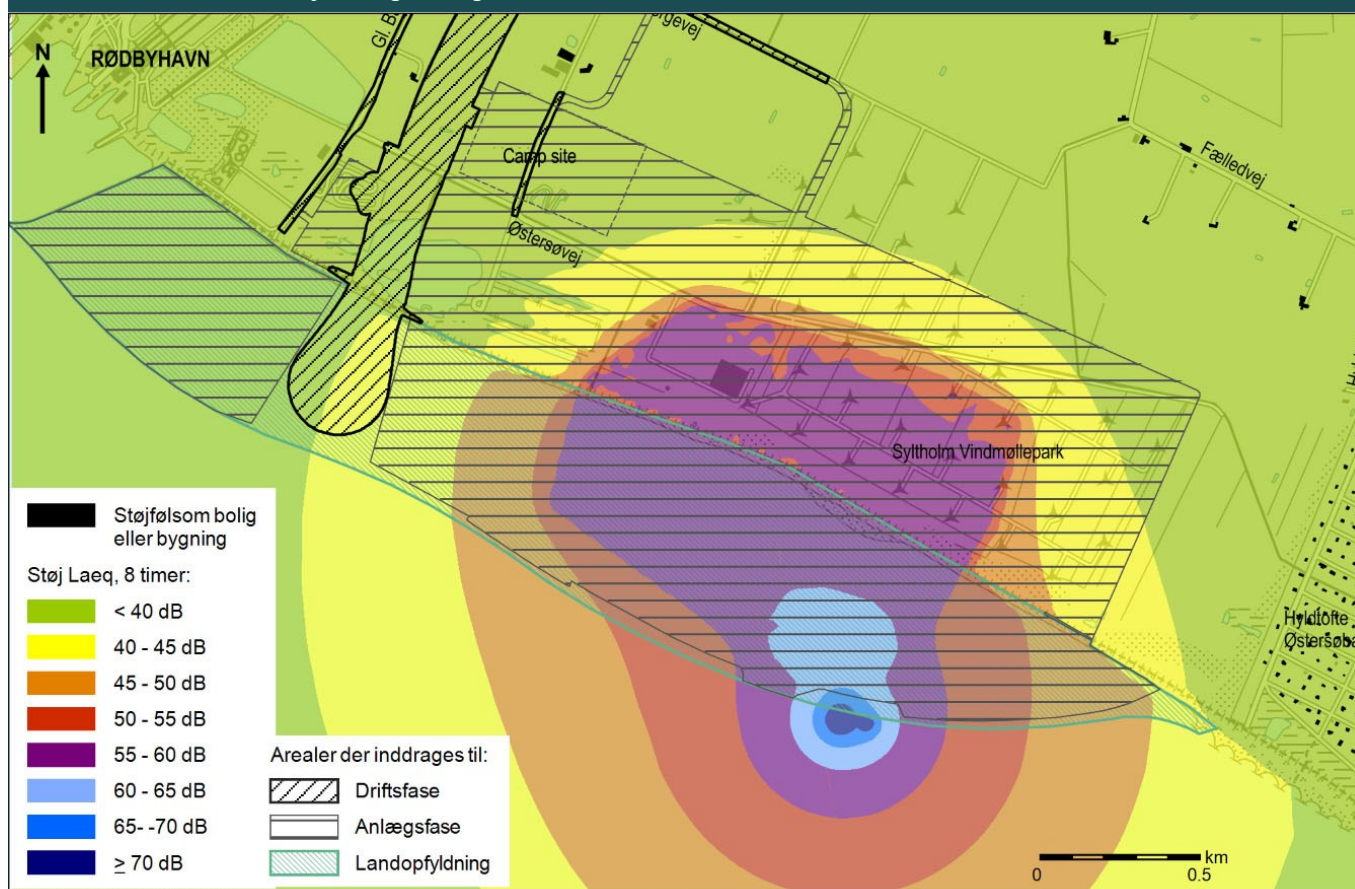 N
RØDBYHAVN
Camp site
Østersøvej
Fælledvej
Syltholm Vindmøllepark
Støjfølsom bolig
eller bygning
Støj Laeq, 8 timer:
< 40 dB
40 - 45 dB
45 - 50 dB
50 - 55 dB
55 - 60 dB
60 - 65 dB
65- -70 dB
≥ 70 dB
Arealer der inddrages til:
Driftsfase
Anlægsfase
Landopfyldning
km
0
0.5
Hyldtofte